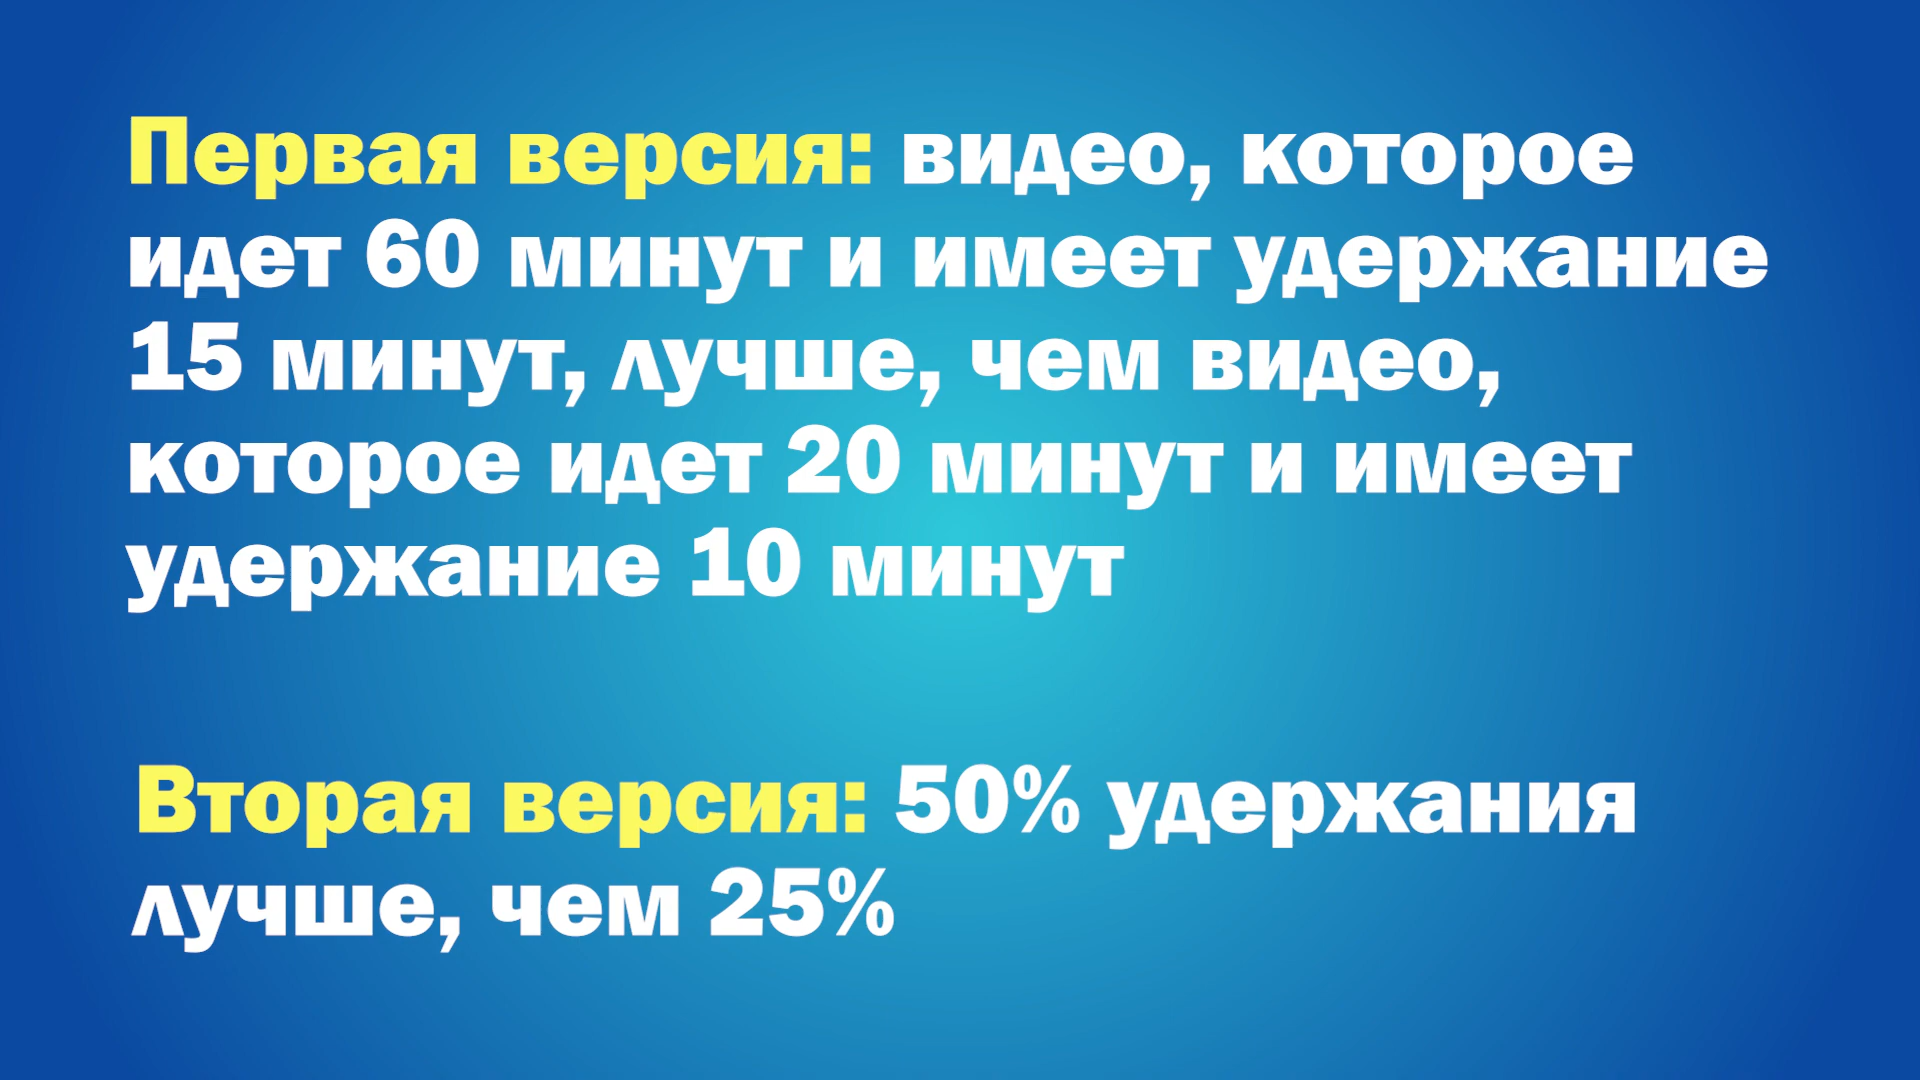 Первая версия: видео, которое
идет 60 минут и имеет удержание
15 минут, лучше, чем видео,
которое идет 20 минут и имеет
удержание 10 минут
Вторая версия: 50% удержания
лучше, чем 25%